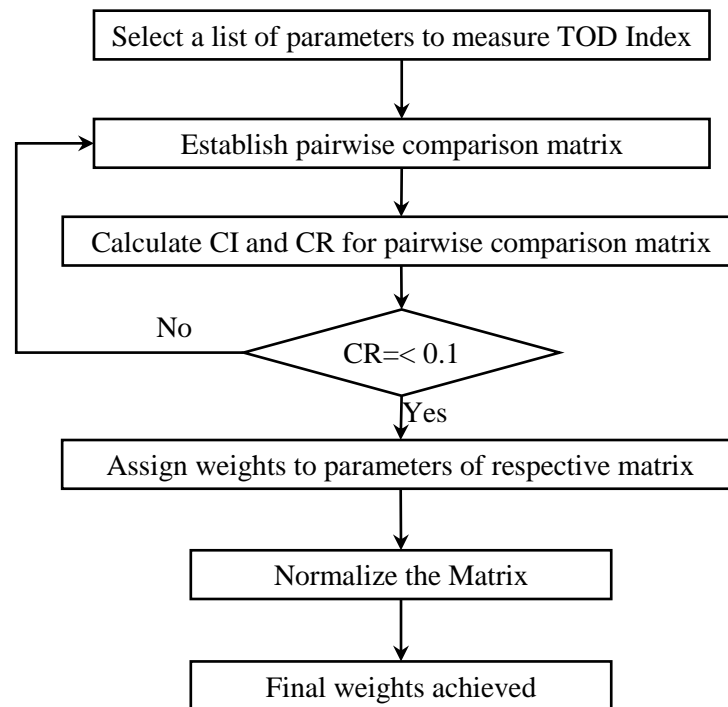 Select a list of parameters to measure TOD Index
Establish pairwise comparison matrix
Calculate CI and CR for pairwise comparison matrix
No
CR=< 0.1
Yes
Assign weights to parameters of respective matrix
Normalize the Matrix
Final weights achieved